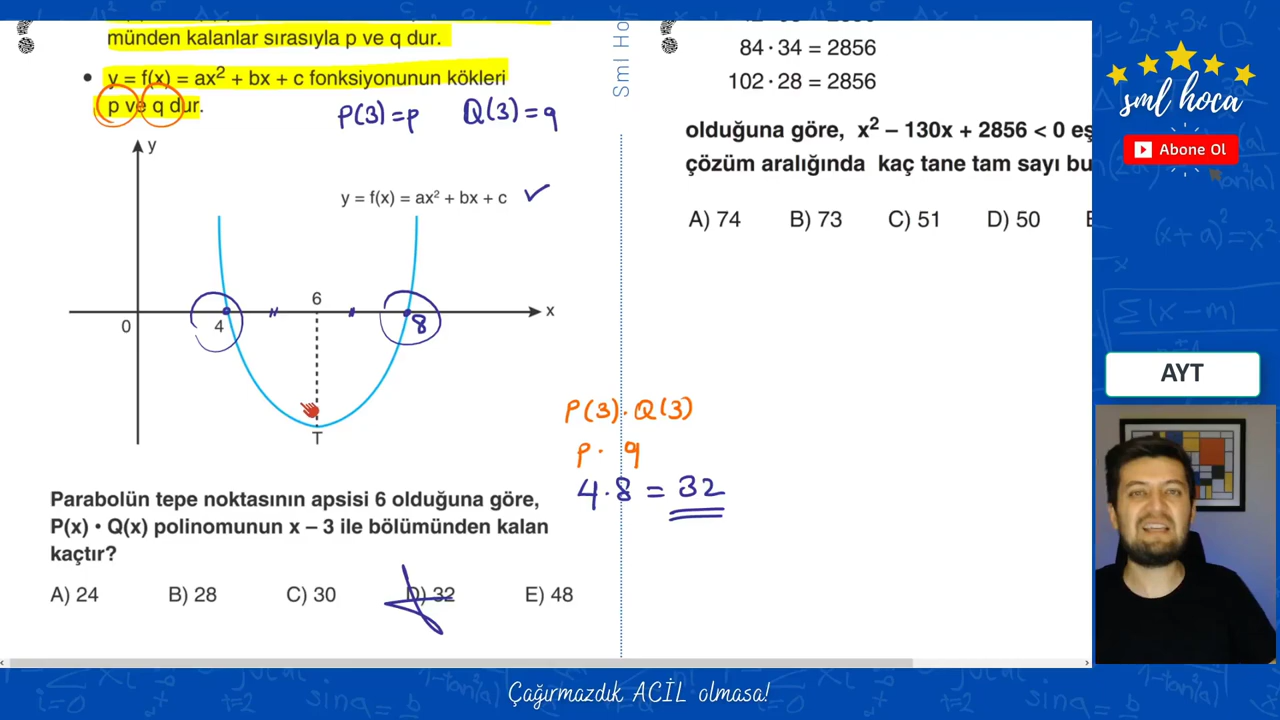 münden kalanlar sırasıyla p ve q dur.
• y = f(x) = ax² + bx + c fonksiyonunun kökleri
p ve q dur.
P(3)=p Q(3)=q
y
y = f(x) = ax² + bx + c
6
x
0
4
8
T
P(3)·Q(3)
p · q
4·8 = 32
Parabolün tepe noktasının apsisi 6 olduğuna göre,
P(x) • Q(x) polinomunun x – 3 ile bölümünden kalan
kaçtır?
A) 24 B) 28 C) 30 D) 32 E) 48
Sml Ho
84 · 34 = 2856
102 · 28 = 2856
olduğuna göre, x² – 130x + 2856 < 0 eş
çözüm aralığında kaç tane tam sayı bu
A) 74 B) 73 C) 51 D) 50
sml hoca
Abone Ol
AYT
Çağırmazdık ACİL olmasa!